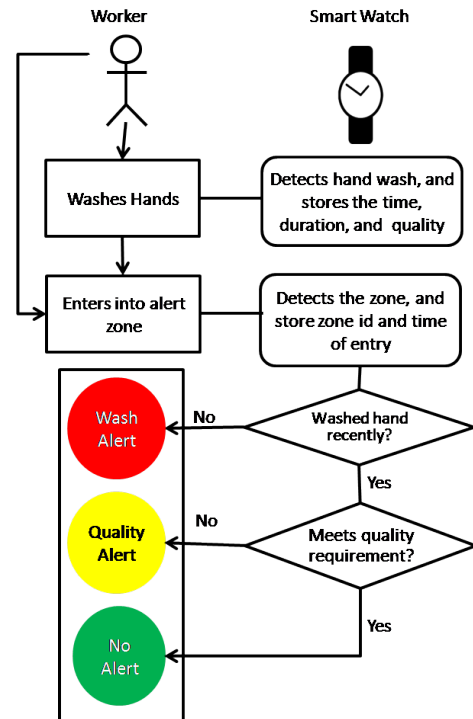 Worker
Smart Watch
Washes Hands
Detects hand wash, and
stores the time,
duration, and quality
Enters into alert
zone
Detects the zone, and
store zone id and time
of entry
Wash
Alert
No
Washed hand
recently?
Yes
Quality
Alert
No
Meets quality
requirement?
Yes
No
Alert